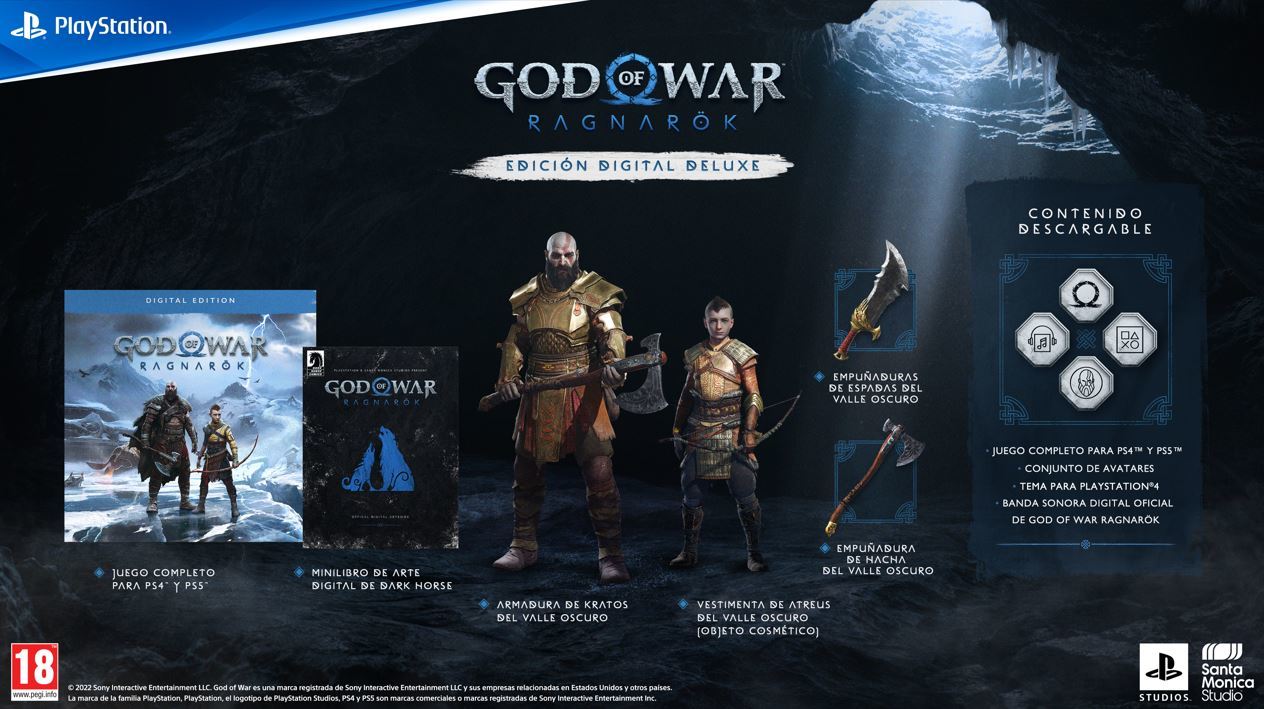 PlayStation®
GOD OF WAR
RAGNARÖK
EDICIÓN DIGITAL DELUXE
DIGITAL EDITION
GOD OF WAR
RAGNARÖK
JUEGO COMPLETO
PARA PS4™ Y PS5™
GOD OF WAR
RAGNARÖK
MINILIBRO DE ARTE
DIGITAL DE DARK HORSE
ARMADURA DE KRATOS
DEL VALLE OSCURO
VESTIMENTA DE ATREUS
DEL VALLE OSCURO
(OBJETO COSMÉTICO)
EMPUÑADURAS
DE ESPADAS DEL
VALLE OSCURO
EMPUÑADURA
DE HACHA
DEL VALLE OSCURO
CONTENIDO
DESCARGABLE
• JUEGO COMPLETO PARA PS4™ Y PS5™
• CONJUNTO DE AVATARES
• TEMA PARA PLAYSTATION®4
• BANDA SONORA DIGITAL OFICIAL
DE GOD OF WAR RAGNARÖK
18
www.pegi.info
© 2022 Sony Interactive Entertainment LLC. God of War es una marca registrada de Sony Interactive Entertainment LLC y sus empresas relacionadas en Estados Unidos y otros países.
La marca de la familia PlayStation, PlayStation, el logotipo de PlayStation Studios, PS4 y PS5 son marcas comerciales o marcas registradas de Sony Interactive Entertainment Inc.
STUDIOS
Santa
Monica
Studio